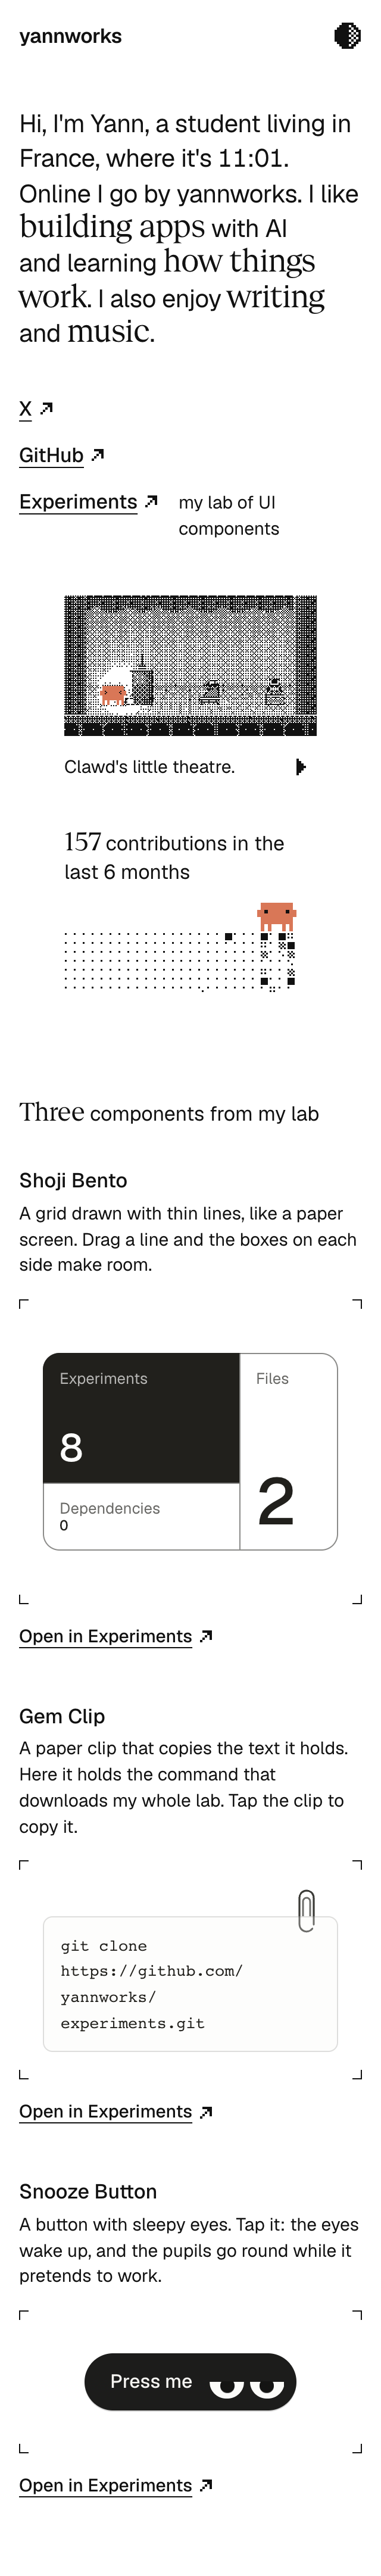 yannworks
Hi, I'm Yann, a student living in
France, where it's 11:01.
Online I go by yannworks. I like
building apps with AI
and learning how things
work. I also enjoy writing
and music.
X
GitHub
Experiments
my lab of UI
components
Clawd's little theatre.
157 contributions in the
last 6 months
Three components from my lab
Shoji Bento
A grid drawn with thin lines, like a paper
screen. Drag a line and the boxes on each
side make room.
Experiments
8
Files
2
Dependencies
0
Open in Experiments
Gem Clip
A paper clip that copies the text it holds.
Here it holds the command that
downloads my whole lab. Tap the clip to
copy it.
git clone
https://github.com/
yannworks/
experiments.git
Open in Experiments
Snooze Button
A button with sleepy eyes. Tap it: the eyes
wake up, and the pupils go round while it
pretends to work.
Press me
Open in Experiments